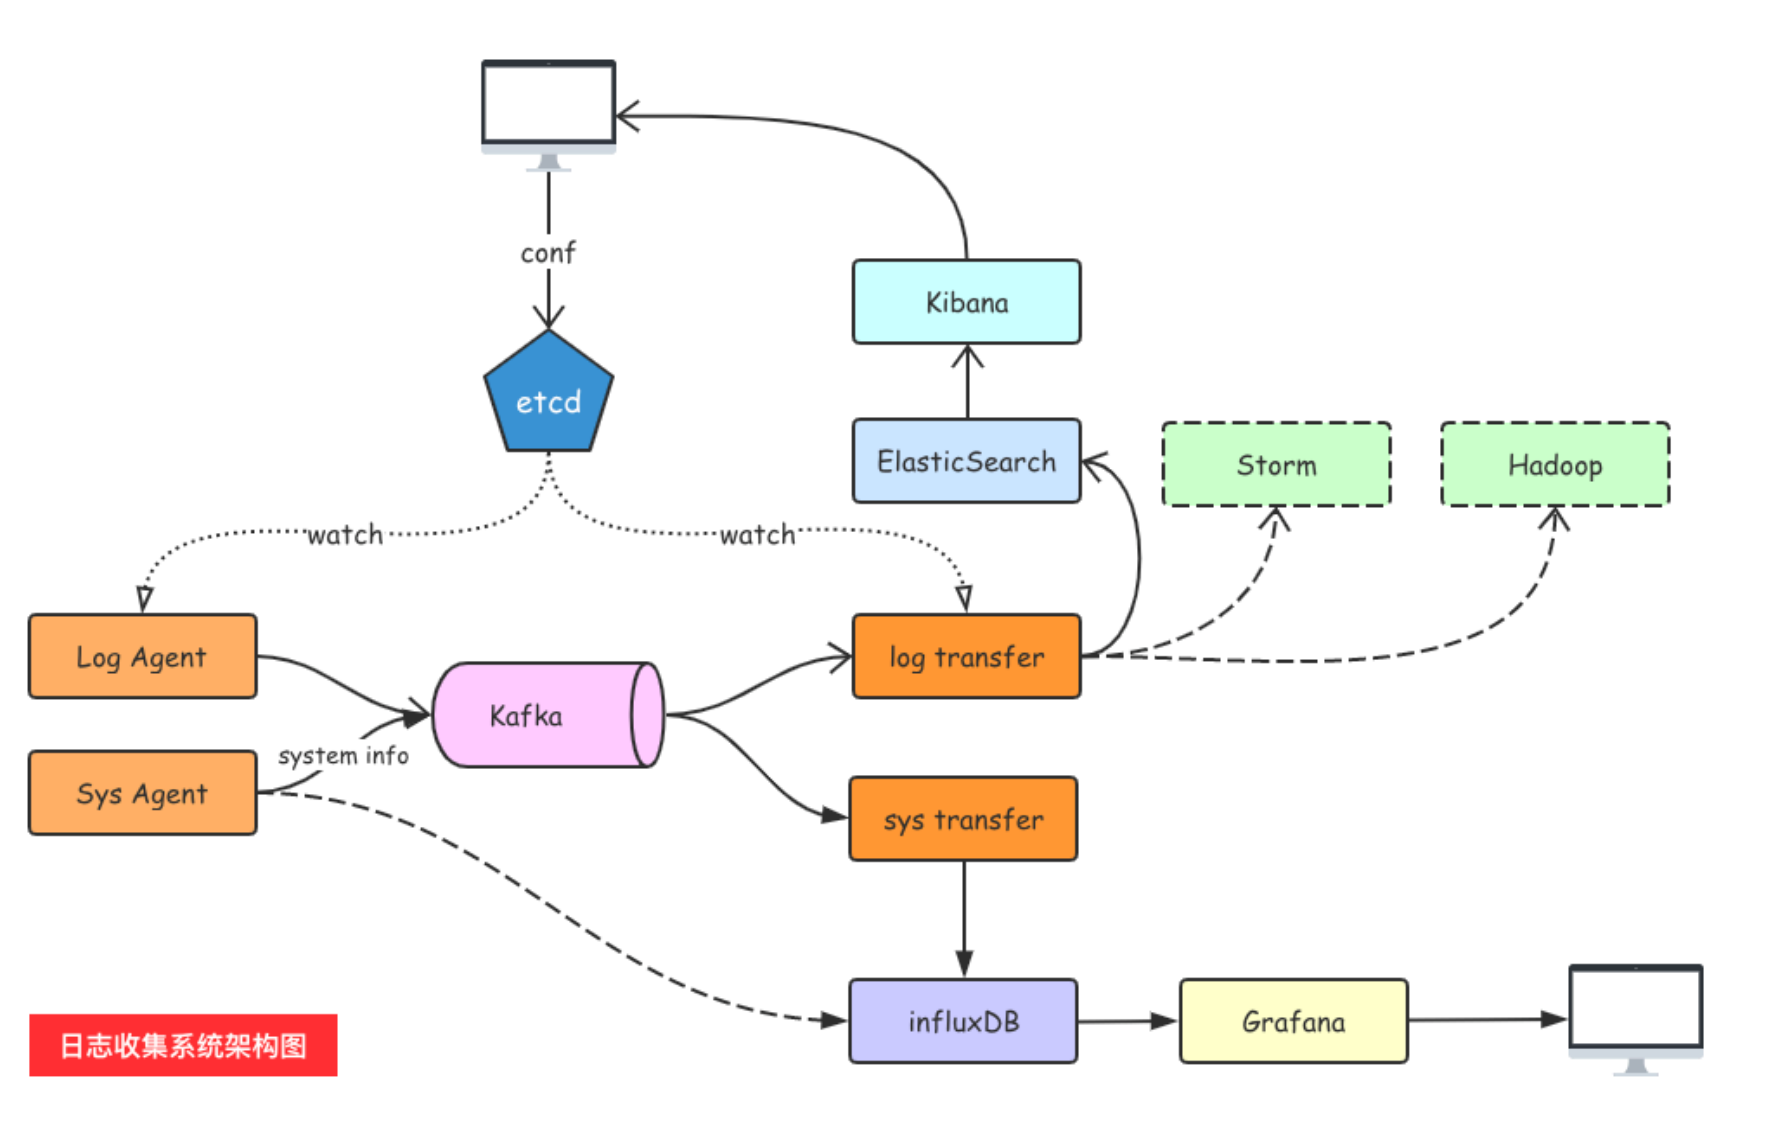 conf
Kibana
etcd
ElasticSearch
Storm
Hadoop
watch
watch
Log Agent
log transfer
Kafka
system info
Sys Agent
sys transfer
influxDB
Grafana
日志收集系统架构图